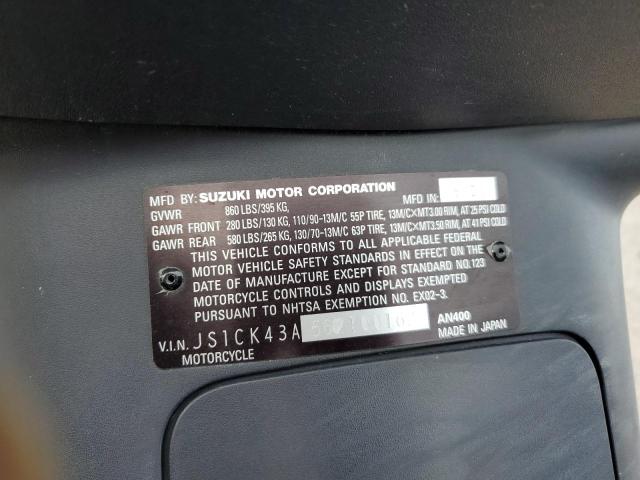 MFD BY: SUZUKI MOTOR CORPORATION MFD IN:
GVWR 860 LBS/395 KG,
GAWR FRONT 280 LBS/130 KG, 110/90-13M/C 55P TIRE, 13M/C×MT3.00 RIM, AT 25 PSI COLD
GAWR REAR 580 LBS/265 KG, 130/70-13M/C 63P TIRE, 13M/C×MT3.50 RIM, AT 41 PSI COLD
THIS VEHICLE CONFORMS TO ALL APPLICABLE FEDERAL
MOTOR VEHICLE SAFETY STANDARDS IN EFFECT ON THE
DATE OF MANUFACTURE EXCEPT FOR STANDARD NO.123
MOTORCYCLE CONTROLS AND DISPLAYS EXEMPTED
PURSUANT TO NHTSA EXEMPTION NO. EX02-3.
V.I.N. JS1CK43A AN400
MOTORCYCLE MADE IN JAPAN